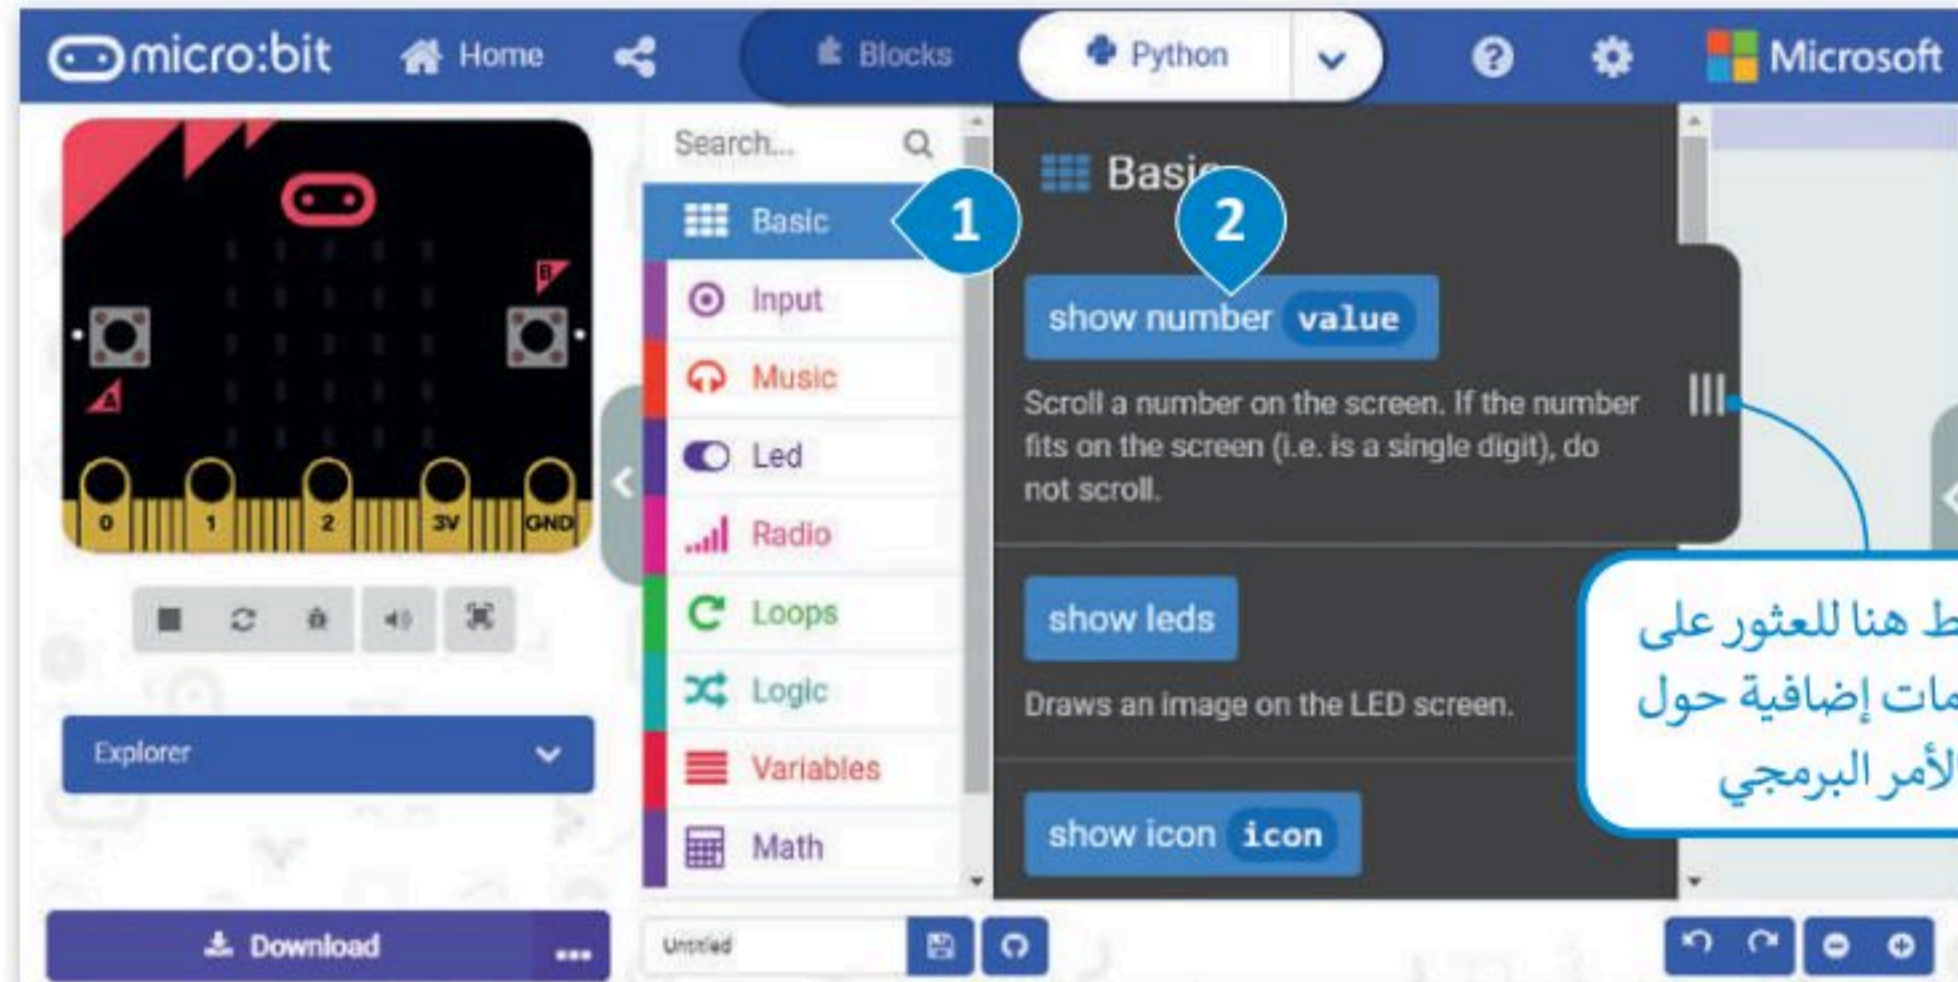 micro:bit Home Blocks Python Microsoft
Search...
Basic
1
Input
Music
Led
Radio
Loops
Logic
Variables
Math
Basic
2
show number value
Scroll a number on the screen. If the number
fits on the screen (i.e. is a single digit), do
not scroll.
show leds
Draws an image on the LED screen.
show icon icon
هنا للعثور على
إضافية حول
الأمر البرمجي
B
A
0 1 2 3V GND
Explorer
Download
Untitled